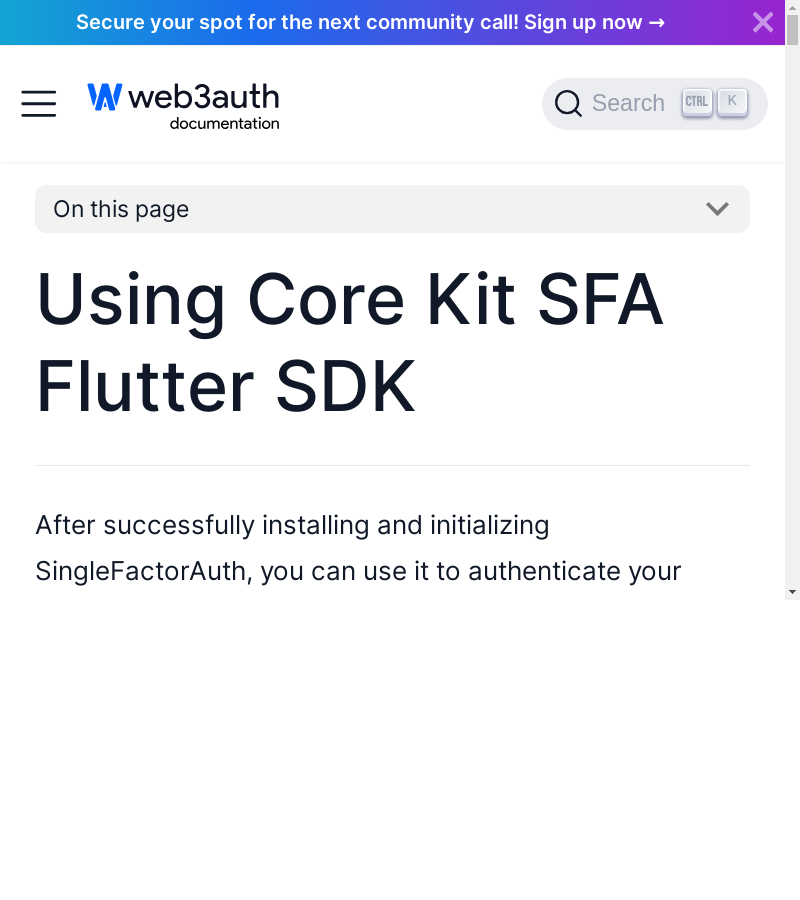 Secure your spot for the next community call! Sign up now →
web3auth
documentation
Search CTRL K
On this page
Using Core Kit SFA
Flutter SDK
After successfully installing and initializing
SingleFactorAuth, you can use it to authenticate your